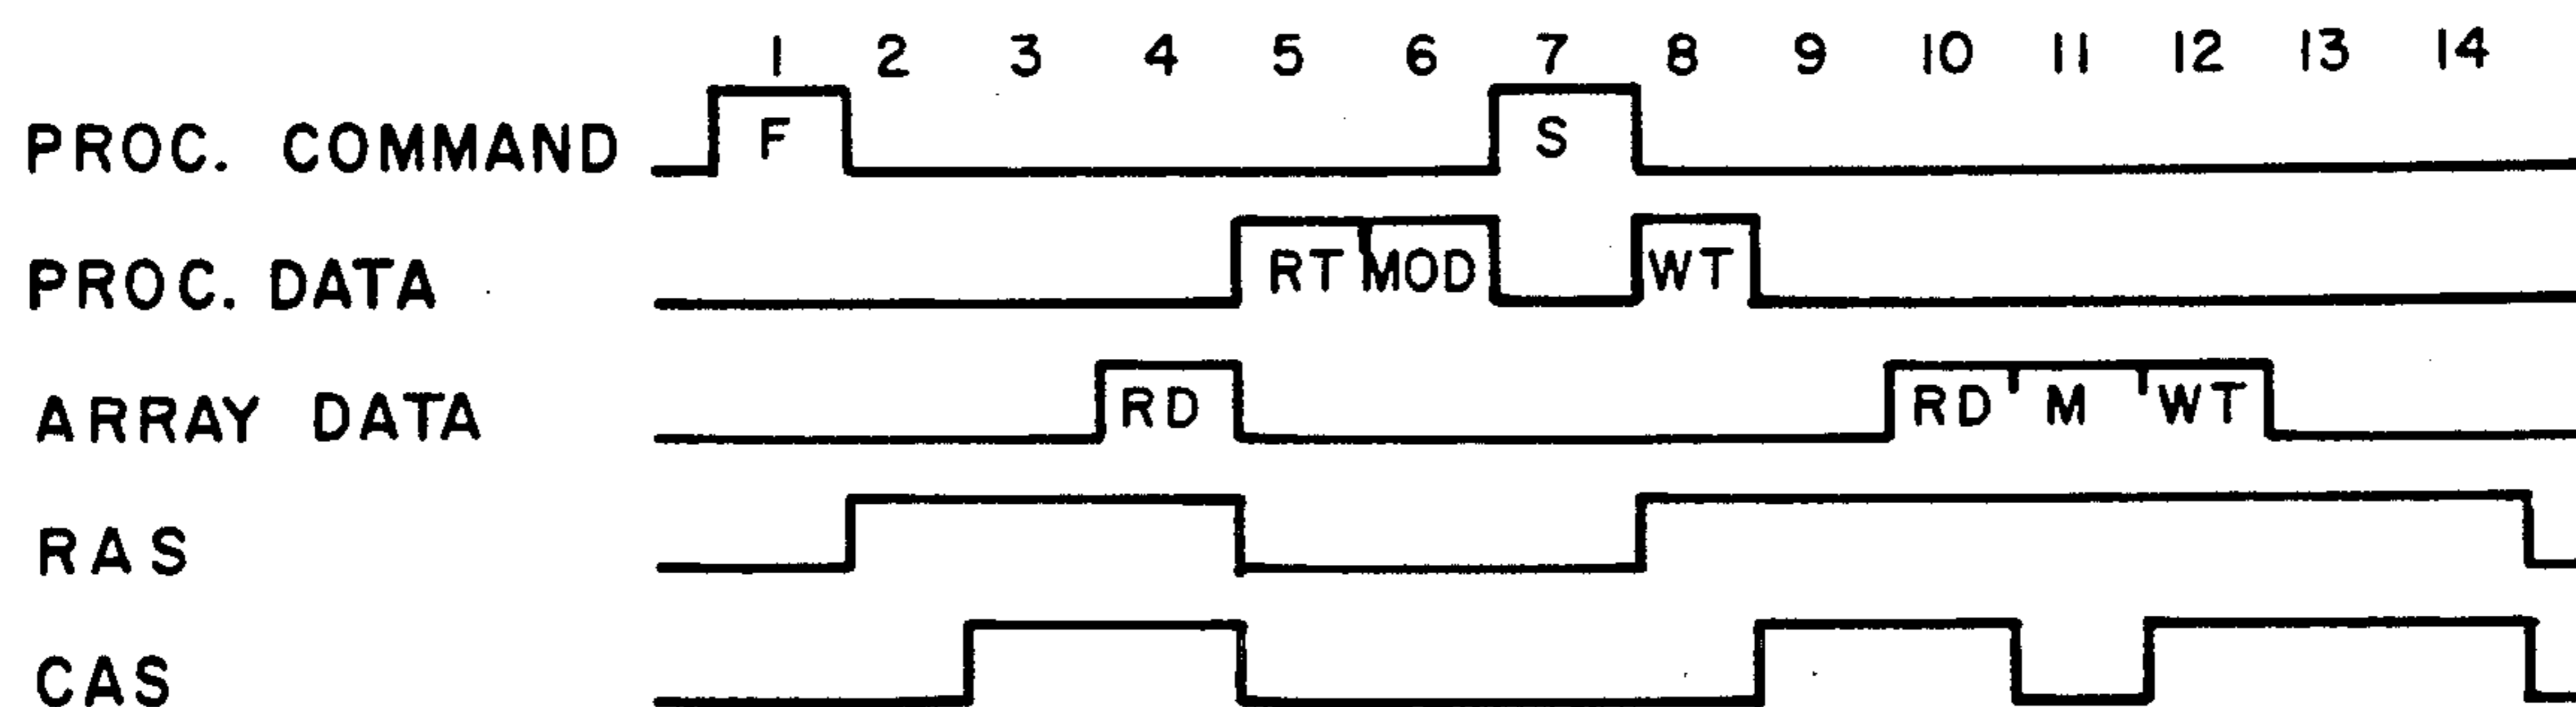 1 2 3 4 5 6 7 8 9 10 11 12 13 14
PROC. COMMAND F S
PROC. DATA RT MOD WT
ARRAY DATA RD RD M WT
RAS
CAS